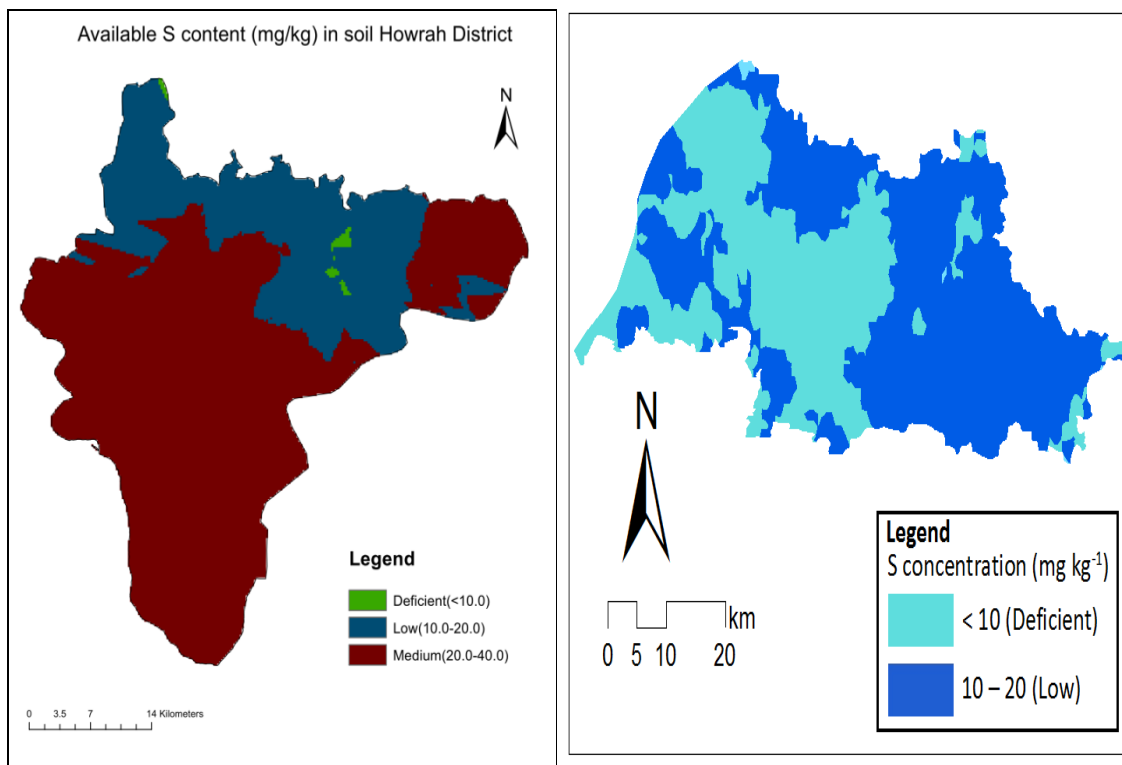 Available S content (mg/kg) in soil Howrah District
N
Legend
Deficient(<10.0)
Low(10.0-20.0)
Medium(20.0-40.0)
0 3.5 7 14 Kilometers
N
km
0 5 10 20
Legend
S concentration (mg kg⁻¹)
< 10 (Deficient)
10 – 20 (Low)